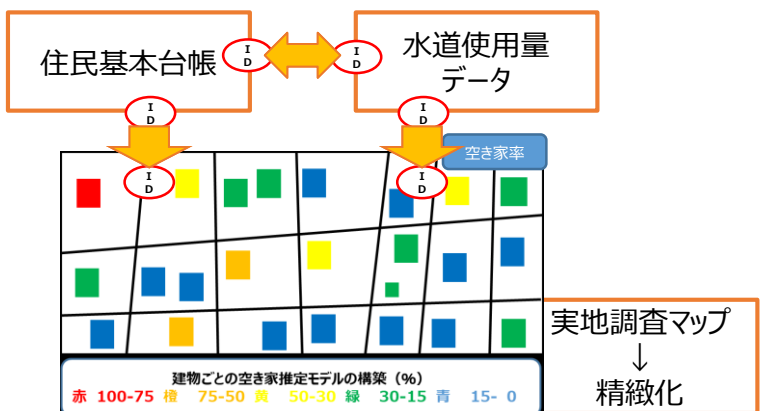 住民基本台帳
ID
ID
水道使用量
データ
ID
ID
空き家率
ID
ID
実地調査マップ
↓
精緻化
建物ごとの空き家推定モデルの構築（%）
赤 100-75 橙 75-50 黄 50-30 緑 30-15 青 15- 0